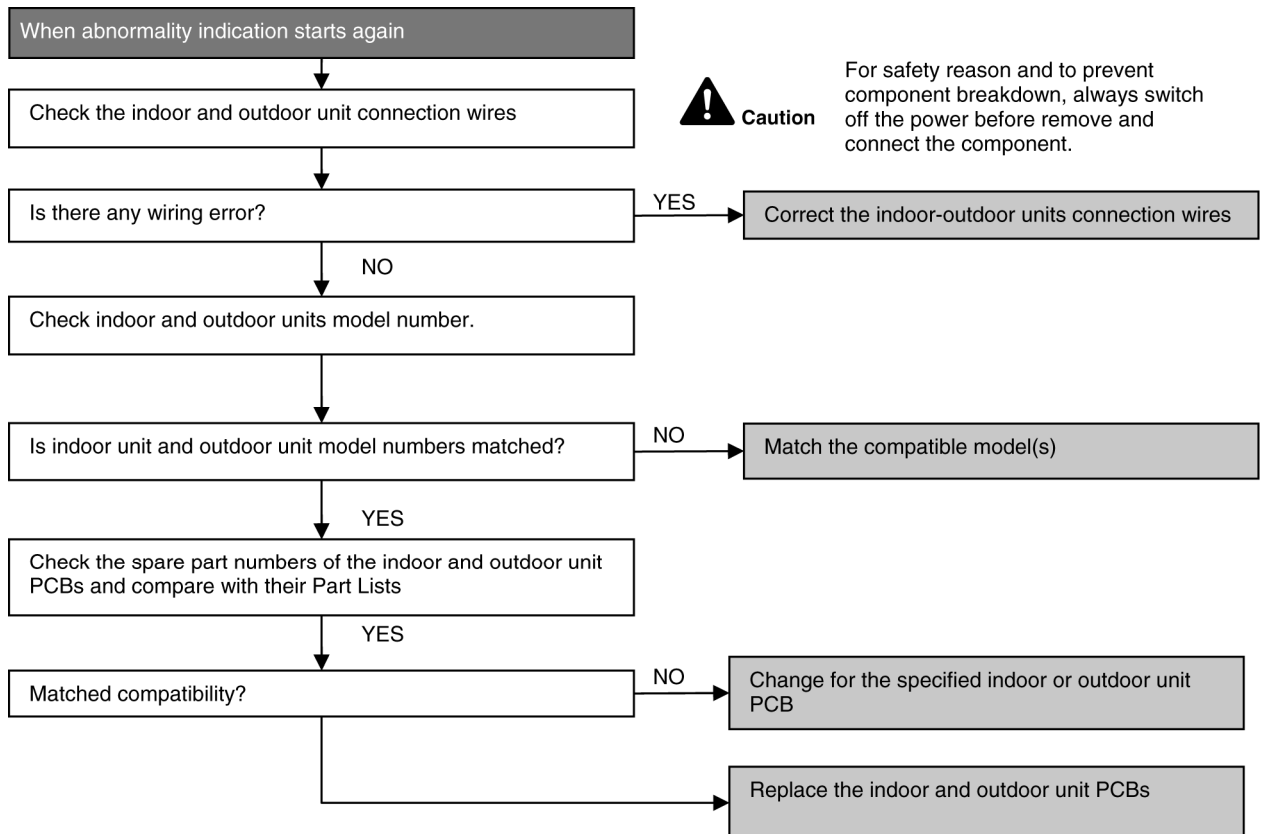 When abnormality indication starts again
Check the indoor and outdoor unit connection wires
Caution
For safety reason and to prevent
component breakdown, always switch
off the power before remove and
connect the component.
Is there any wiring error?
YES
Correct the indoor-outdoor units connection wires
NO
Check indoor and outdoor units model number.
Is indoor unit and outdoor unit model numbers matched?
NO
Match the compatible model(s)
YES
Check the spare part numbers of the indoor and outdoor unit
PCBs and compare with their Part Lists
YES
Matched compatibility?
NO
Change for the specified indoor or outdoor unit
PCB
Replace the indoor and outdoor unit PCBs